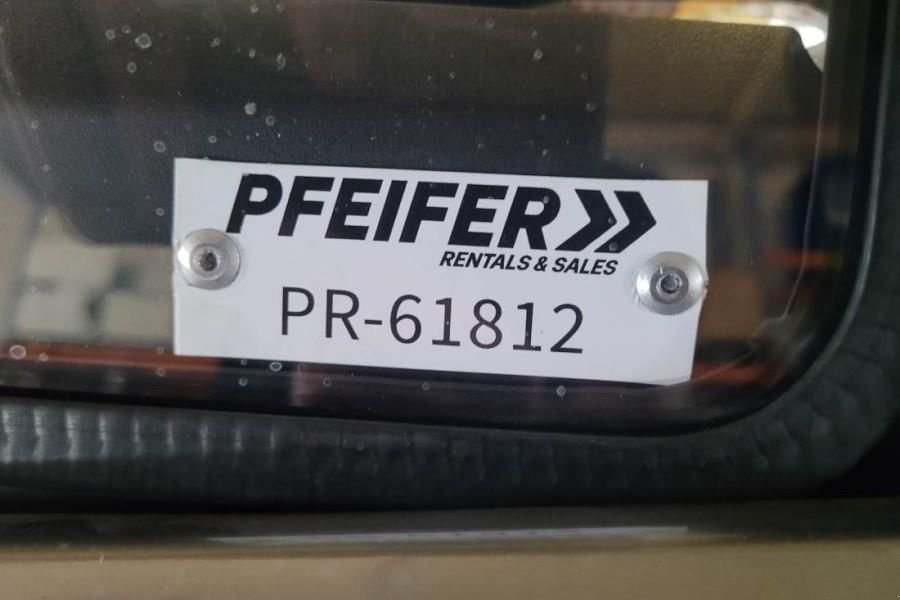 PFEIFER
RENTALS & SALES
PR-61812